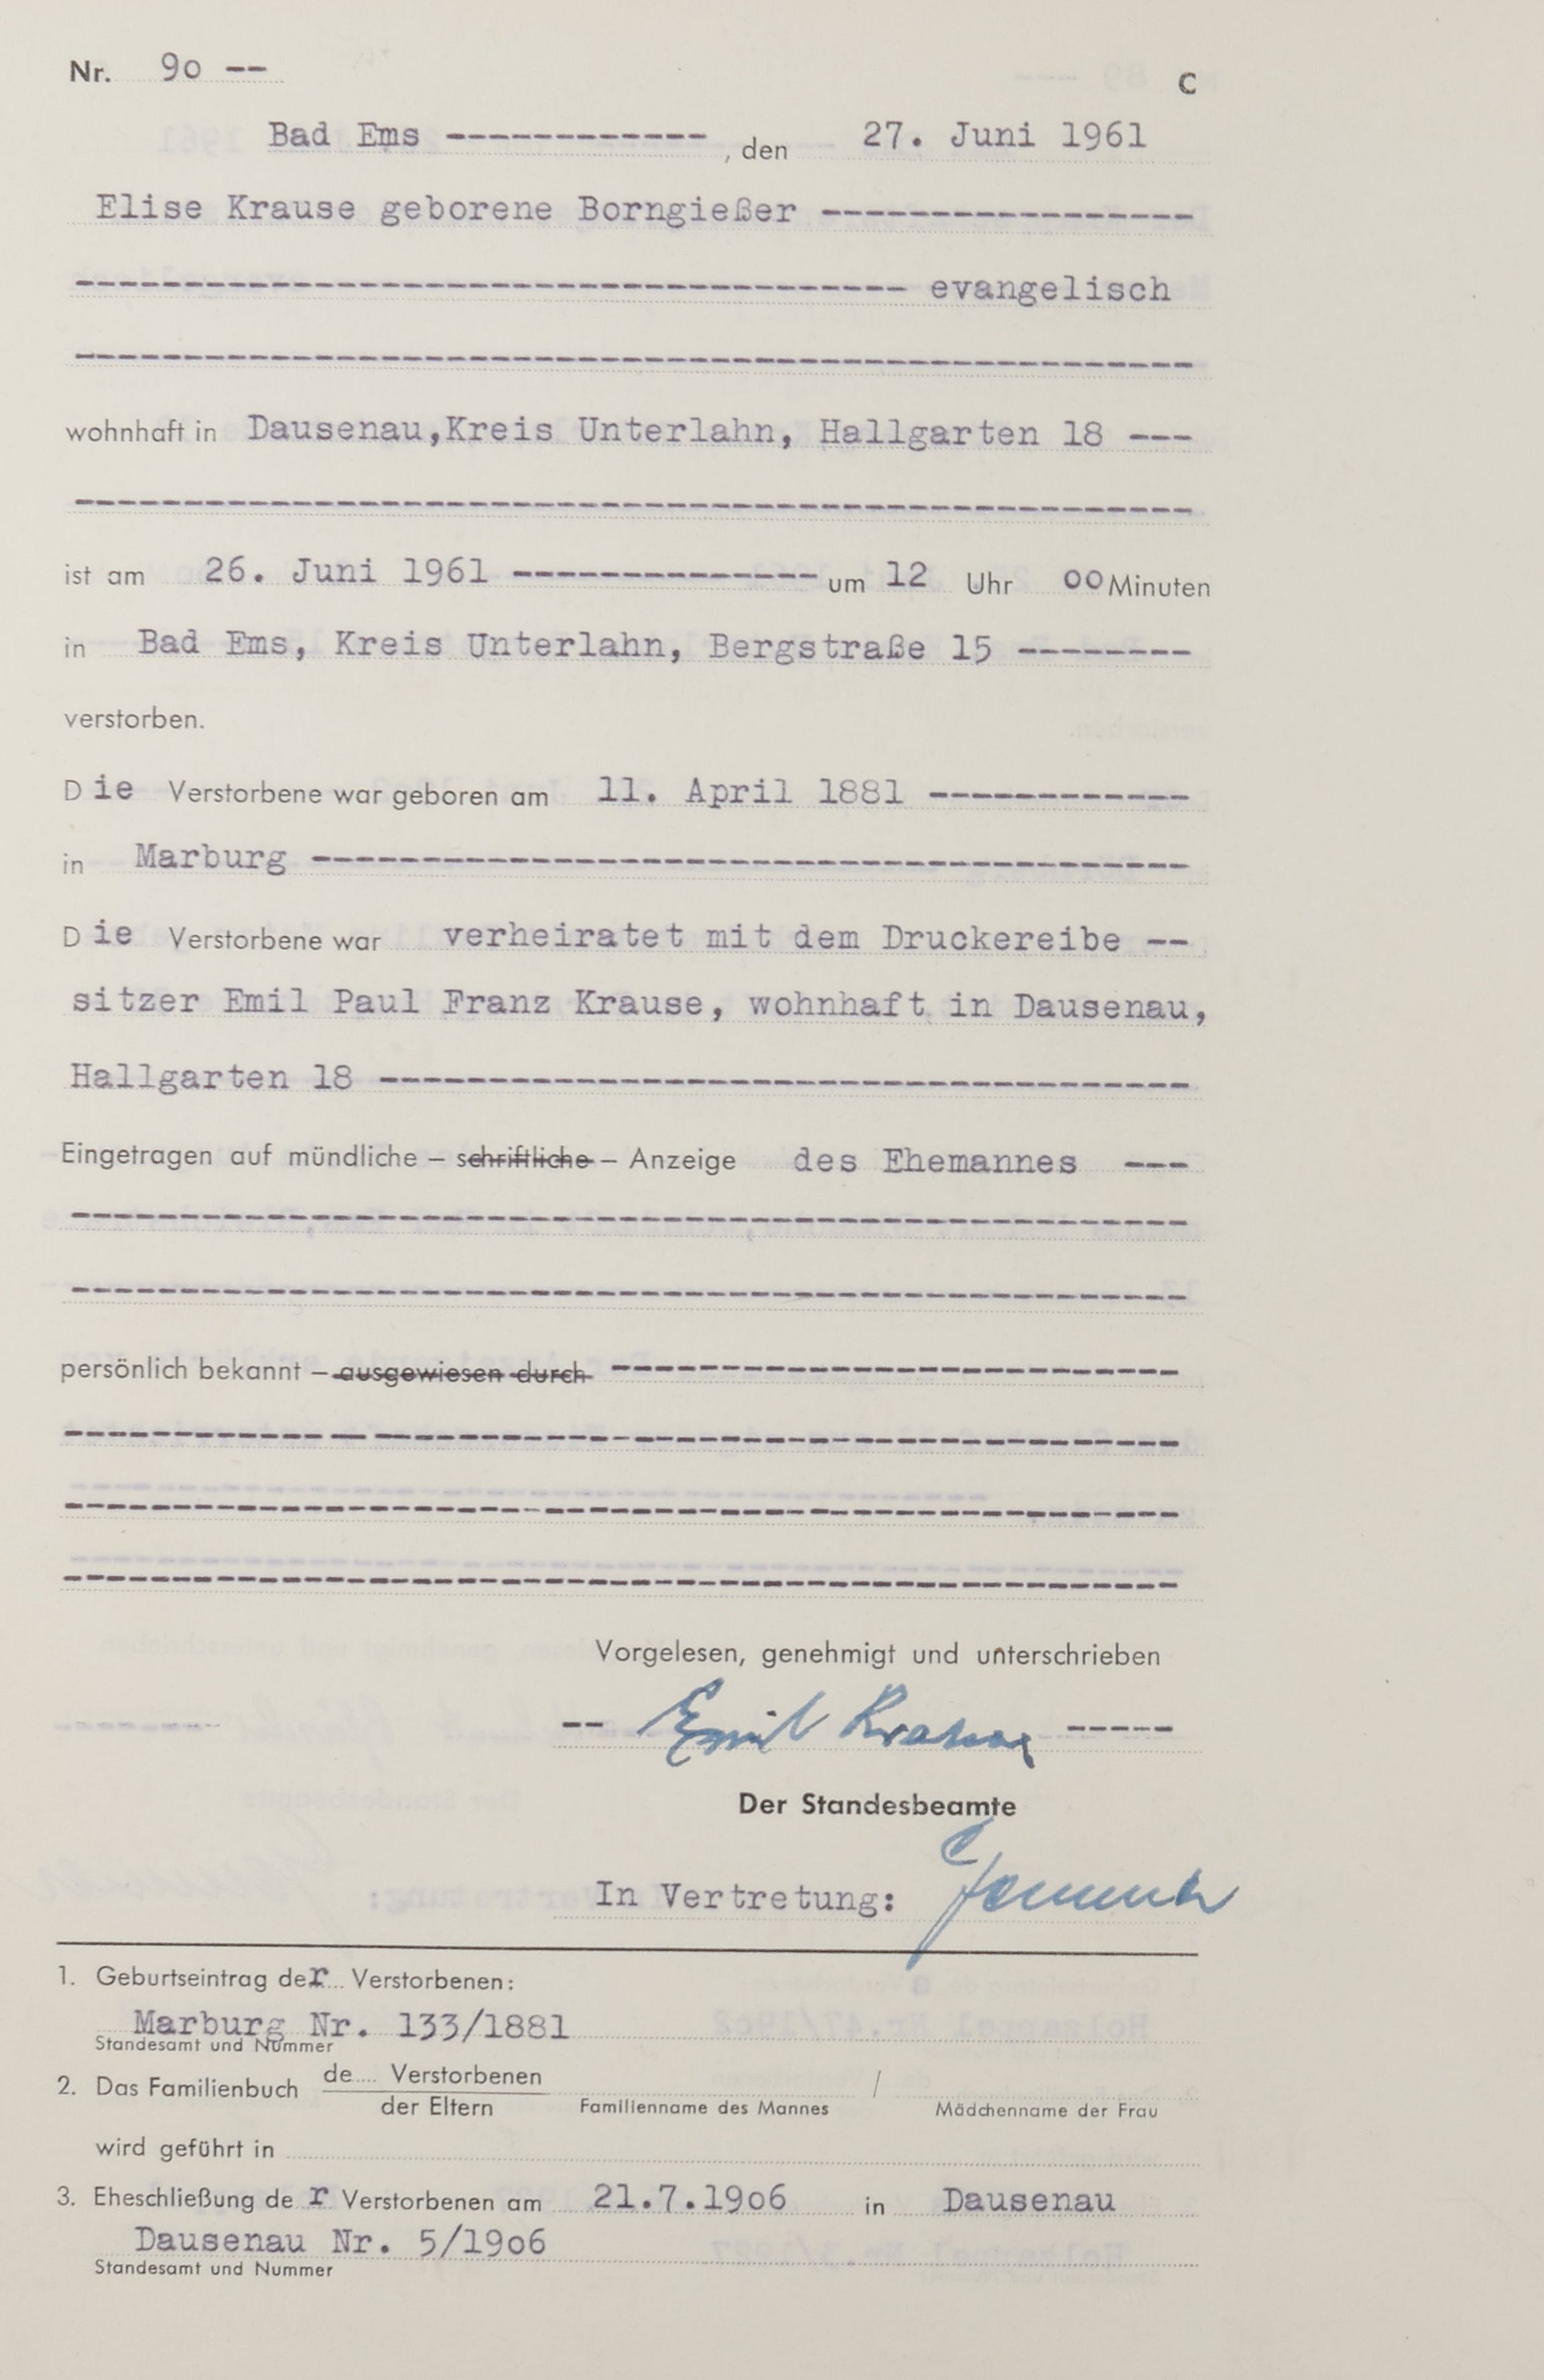 Nr. 9o --
C
Bad Ems ------------ , den 27. Juni 1961
Elise Krause geborene Borngießer -----------------
-------------------------------------- evangelisch
---------------------------------------------------
wohnhaft in Dausenau,Kreis Unterlahn, Hallgarten 18 ---
---------------------------------------------------
ist am 26. Juni 1961 -------------- um 12 Uhr oo Minuten
in Bad Ems, Kreis Unterlahn, Bergstraße 15 --------
verstorben.
Die Verstorbene war geboren am 11. April 1881 ------------
in Marburg ----------------------------------------
Die Verstorbene war verheiratet mit dem Druckereibe --
sitzer Emil Paul Franz Krause, wohnhaft in Dausenau,
Hallgarten 18 -------------------------------------
Eingetragen auf mündliche – schriftliche – Anzeige des Ehemannes ---
---------------------------------------------------
---------------------------------------------------
persönlich bekannt – ausgewiesen durch --------------------------
---------------------------------------------------
---------------------------------------------------
---------------------------------------------------
Vorgelesen, genehmigt und unterschrieben
-- Emil Krause -----
Der Standesbeamte
In Vertretung:
1. Geburtseintrag der Verstorbenen:
Marburg Nr. 133/1881
Standesamt und Nummer
2. Das Familienbuch de.... Verstorbenen /
der Eltern Familienname des Mannes Mädchenname der Frau
wird geführt in
3. Eheschließung de r Verstorbenen am 21.7.19o6 in Dausenau
Dausenau Nr. 5/19o6
Standesamt und Nummer